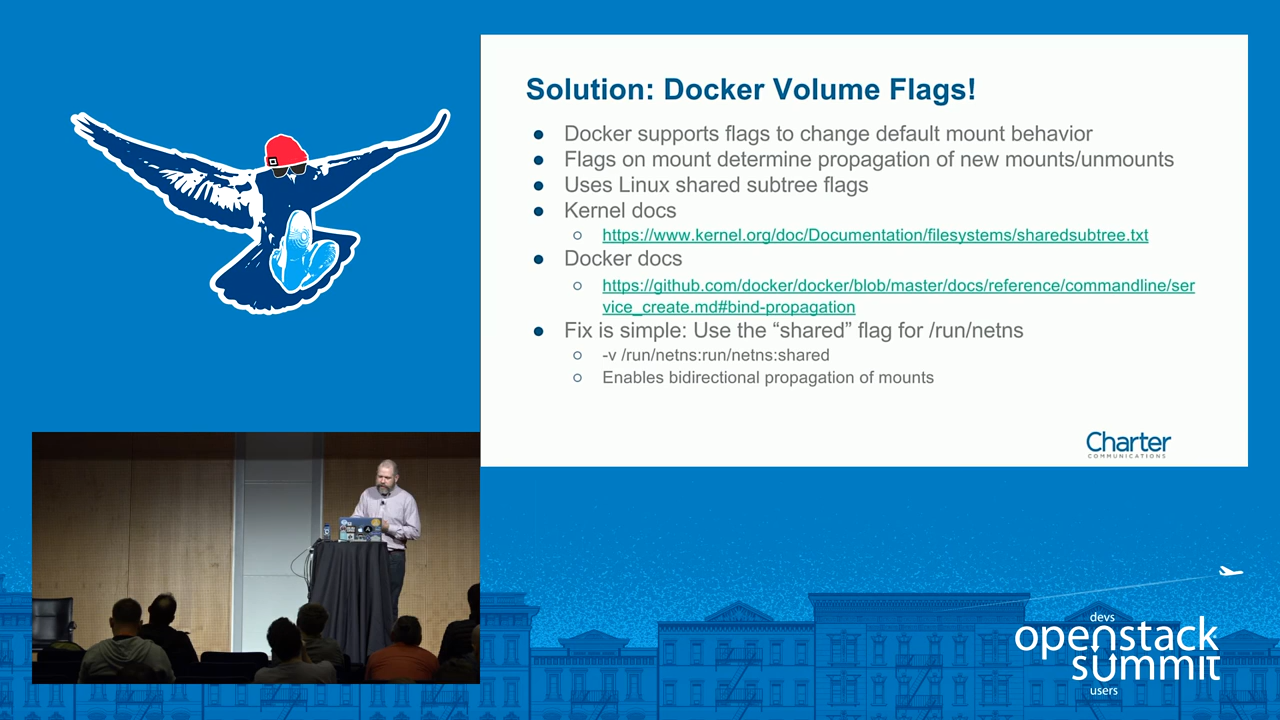 Solution: Docker Volume Flags!
Docker supports flags to change default mount behavior
Flags on mount determine propagation of new mounts/unmounts
Uses Linux shared subtree flags
Kernel docs
https://www.kernel.org/doc/Documentation/filesystems/sharedsubtree.txt
Docker docs
https://github.com/docker/docker/blob/master/docs/reference/commandline/ser
vice_create.md#bind-propagation
Fix is simple: Use the “shared” flag for /run/netns
-v /run/netns:run/netns:shared
Enables bidirectional propagation of mounts
Charter
COMMUNICATIONS
devs
openstack
summit
users